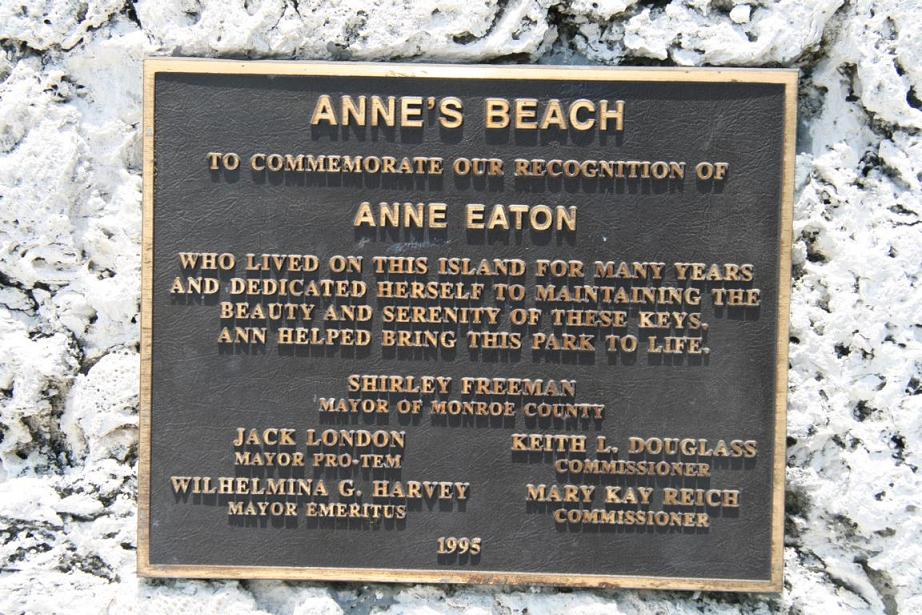 ANNE'S BEACH
TO COMMEMORATE OUR RECOGNITION OF
ANNE EATON
WHO LIVED ON THIS ISLAND FOR MANY YEARS
AND DEDICATED HERSELF TO MAINTAINING THE
BEAUTY AND SERENITY OF THESE KEYS.
ANN HELPED BRING THIS PARK TO LIFE.
SHIRLEY FREEMAN
MAYOR OF MONROE COUNTY
JACK LONDON
MAYOR PRO-TEM
WILHELMINA G. HARVEY
MAYOR EMERITUS
KEITH L. DOUGLASS
COMMISSIONER
MARY KAY REICH
COMMISSIONER
1995